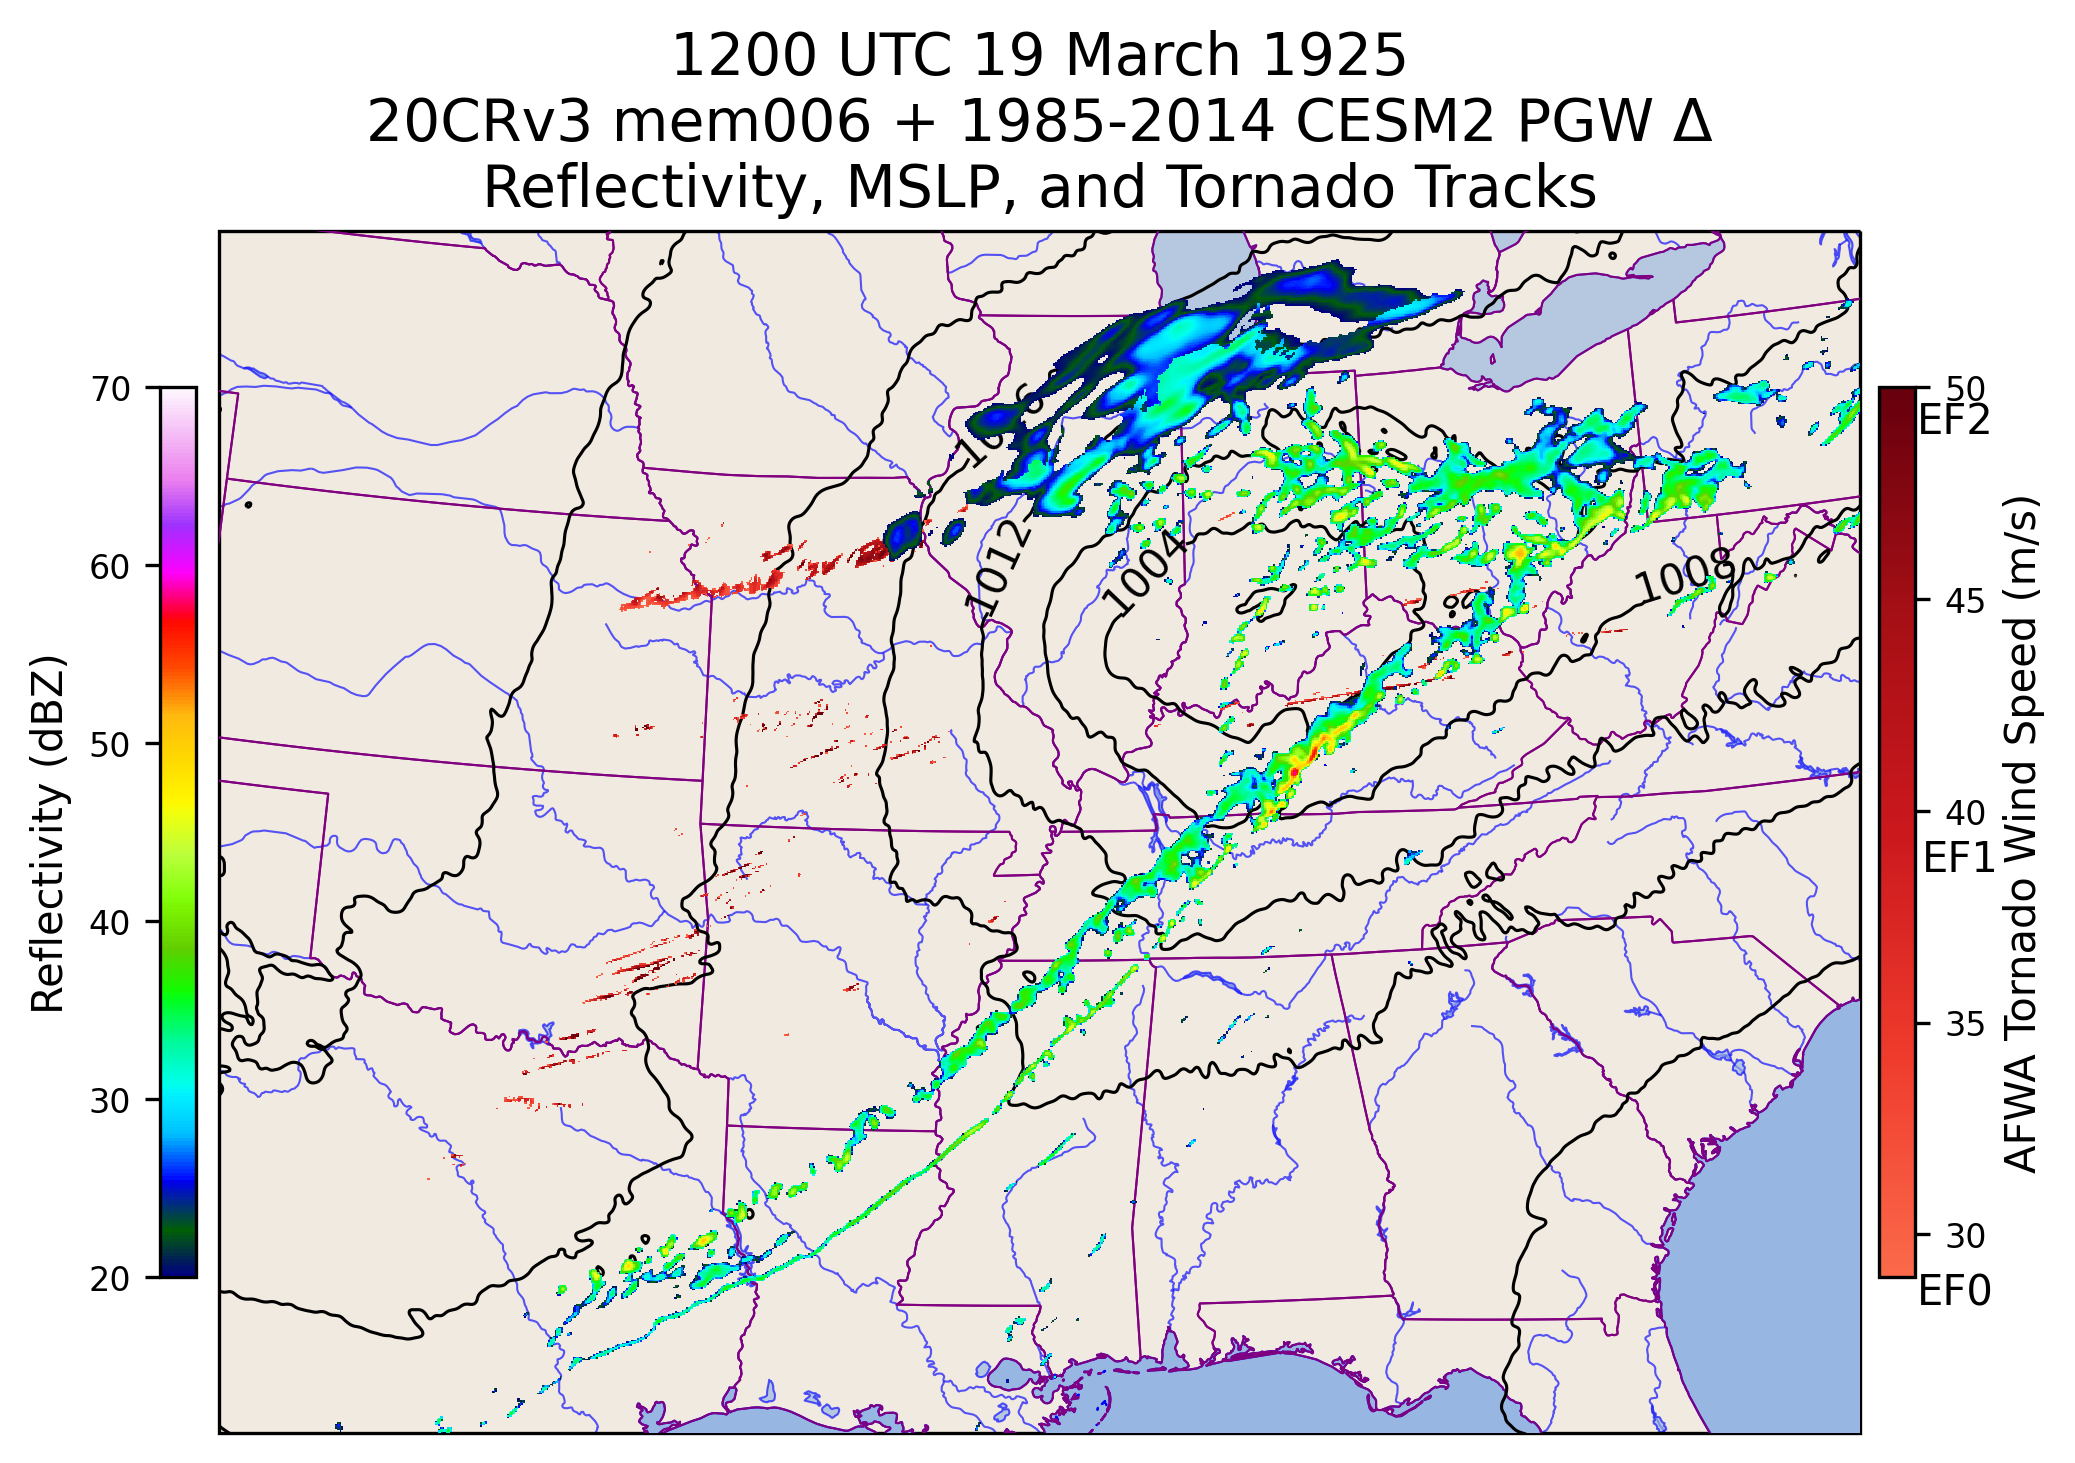 1200 UTC 19 March 1925
20CRv3 mem006 + 1985-2014 CESM2 PGW Δ
Reflectivity, MSLP, and Tornado Tracks
Reflectivity (dBZ)
70
60
50
40
30
20
1012
1004
1008
50
EF2
45
40
EF1
35
30
EF0
AFWA Tornado Wind Speed (m/s)